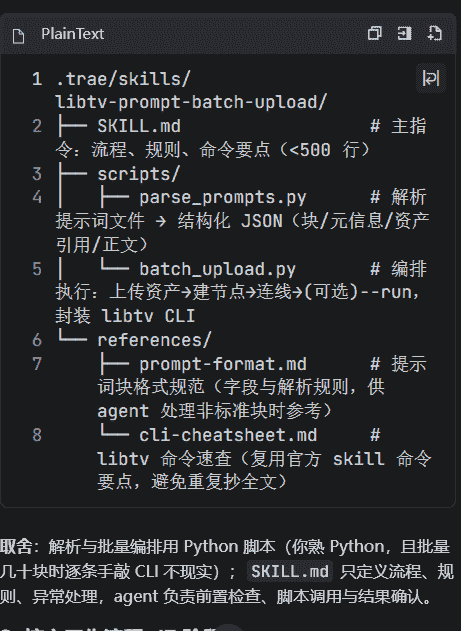 PlainText
1 .trae/skills/
libtv-prompt-batch-upload/
2 ├── SKILL.md # 主指
令：流程、规则、命令要点（<500 行）
3 ├── scripts/
4 │ ├── parse_prompts.py # 解析
提示词文件 → 结构化 JSON（块/元信息/资产
引用/正文）
5 │ └── batch_upload.py # 编排
执行：上传资产→建节点→连线→(可选)--run，
封装 libtv CLI
6 └── references/
7 ├── prompt-format.md # 提示
词块格式规范（字段与解析规则，供
agent 处理非标准块时参考）
8 └── cli-cheatsheet.md #
libtv 命令速查（复用官方 skill 命令
要点，避免重复抄全文）
取舍：解析与批量编排用 Python 脚本（你熟 Python，且批量
几十块时逐条手敲 CLI 不现实）；SKILL.md 只定义流程、规
则、异常处理，agent 负责前置检查、脚本调用与结果确认。